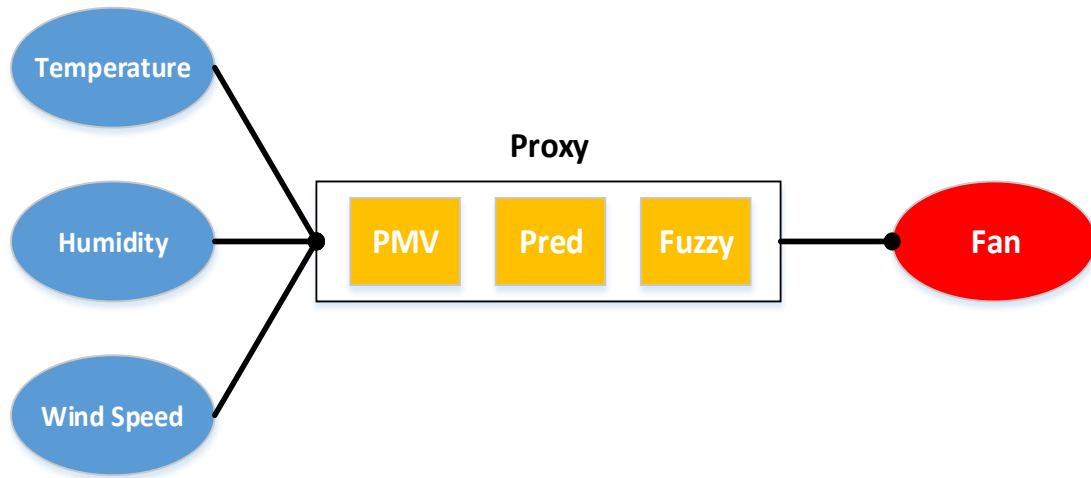 Temperature
Humidity
Wind Speed
Proxy
PMV
Pred
Fuzzy
Fan